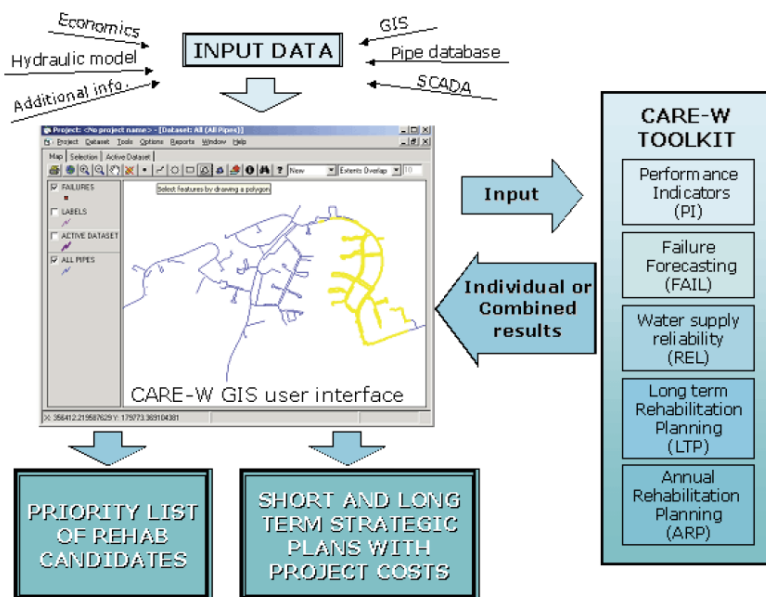 Economics
Hydraulic model
Additional info.
INPUT DATA
GIS
Pipe database
SCADA
Project: <No project name> - [Dataset: All (All Pipes)]
Project Dataset Tools Options Reports Window Help
Map Selection Active Dataset
New
Extents Overlap
10
Select features by drawing a polygon
FAILURES
LABELS
ACTIVE DATASET
ALL PIPES
CARE-W GIS user interface
X: 356412.219587629 Y: 179773.369104381
Input
Individual or
Combined
results
CARE-W
TOOLKIT
Performance
Indicators
(PI)
Failure
Forecasting
(FAIL)
Water supply
reliability
(REL)
Long term
Rehabilitation
Planning
(LTP)
Annual
Rehabilitation
Planning
(ARP)
PRIORITY LIST
OF REHAB
CANDIDATES
SHORT AND LONG
TERM STRATEGIC
PLANS WITH
PROJECT COSTS